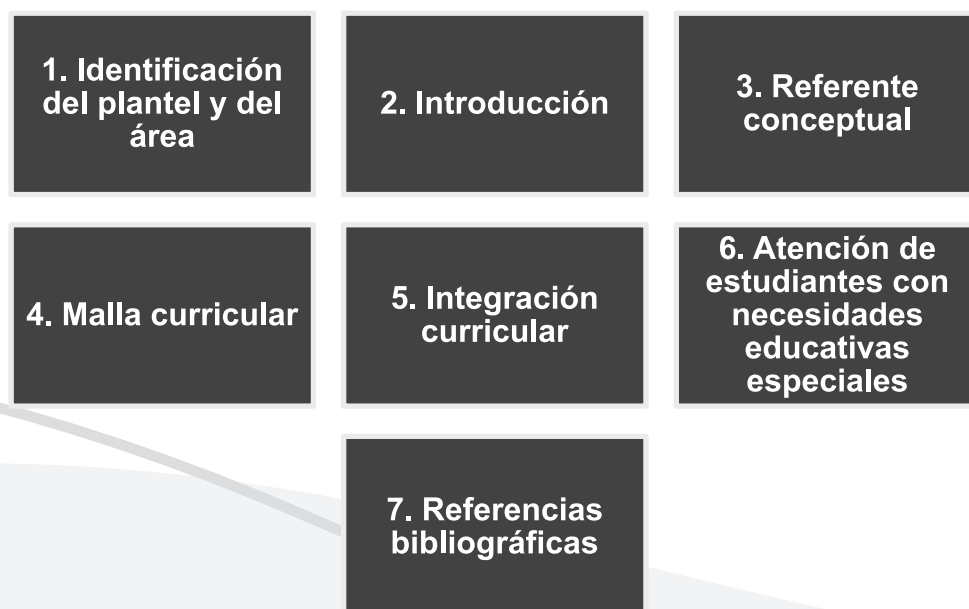 1. Identificación
del plantel y del
área
2. Introducción
3. Referente
conceptual
4. Malla curricular
5. Integración
curricular
6. Atención de
estudiantes con
necesidades
educativas
especiales
7. Referencias
bibliográficas